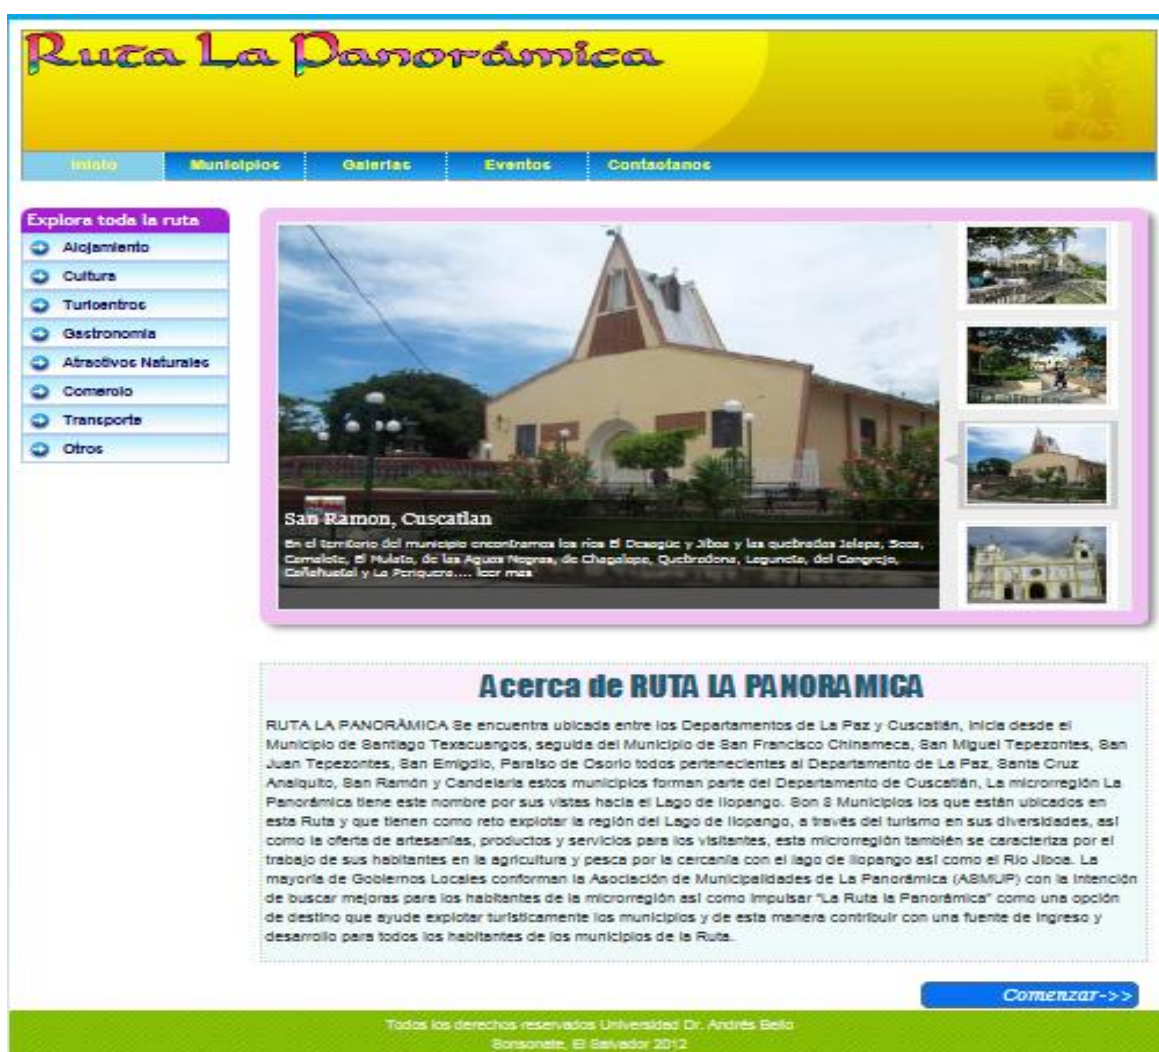 Ruta La Panorámica
Inicio Municipios Galerias Eventos Contactanos
Explora toda la ruta
Alojamiento
Cultura
Turicentros
Gastronomia
Atractivos Naturales
Comercio
Transporte
Otros
San Ramon, Cuscatlan
En el territorio del municipio encontramos los ríos El Desagüe y Jiboa y las quebradas Jalapa, Seca,
El Mulato, de las Aguas Negras, de Chagalapa, Quebradona, Laguneta, del Cangrejo,
y La Periquera.... leer mas
Acerca de RUTA LA PANORAMICA
RUTA LA PANORÁMICA Se encuentra ubicada entre los Departamentos de La Paz y Cuscatlán, inicia desde el
Municipio de Santiago Texacuangos, seguida del Municipio de San Francisco Chinameca, San Miguel Tepezontes, San
Juan Tepezontes, San Emigdio, Paraíso de Osorio todos pertenecientes al Departamento de La Paz, Santa Cruz
Analquito, San Ramón y Candelaria estos municipios forman parte del Departamento de Cuscatlán, La microrregión La
Panorámica tiene este nombre por sus vistas hacia el Lago de Ilopango. Son 8 Municipios los que están ubicados en
esta Ruta y que tienen como reto explotar la región del Lago de Ilopango, a través del turismo en sus diversidades, así
como la oferta de artesanías, productos y servicios para los visitantes, esta microrregión también se caracteriza por el
trabajo de sus habitantes en la agricultura y pesca por la cercanía con el lago de Ilopango así como el Rio Jiboa. La
mayoría de Gobiernos Locales conforman la Asociación de Municipalidades de La Panorámica (ASMUP) con la intención
de buscar mejoras para los habitantes de la microrregión así como impulsar “La Ruta la Panorámica” como una opción
de destino que ayude explotar turísticamente los municipios y de esta manera contribuir con una fuente de ingreso y
desarrollo para todos los habitantes de los municipios de la Ruta.
Comenzar->>
Todos los derechos reservados Universidad Dr. Andrés Bello
Sonsonate, El Salvador 2012